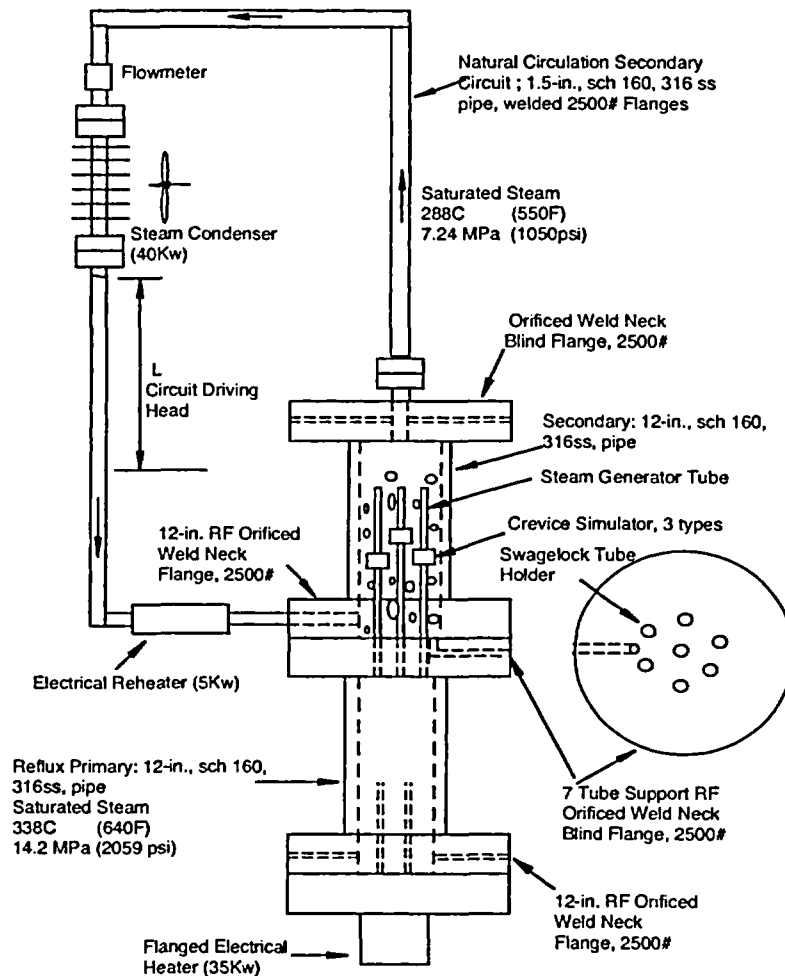 Flowmeter
Natural Circulation Secondary
Circuit ; 1.5-in., sch 160, 316 ss
pipe, welded 2500# Flanges
Saturated Steam
288C (550F)
7.24 MPa (1050psi)
Steam Condenser
(40Kw)
L
Circuit Driving
Head
Orificed Weld Neck
Blind Flange, 2500#
Secondary: 12-in., sch 160,
316ss, pipe
Steam Generator Tube
Crevice Simulator, 3 types
Swagelock Tube
Holder
12-in. RF Orificed
Weld Neck
Flange, 2500#
Electrical Reheater (5Kw)
Reflux Primary: 12-in., sch 160,
316ss, pipe
Saturated Steam
338C (640F)
14.2 MPa (2059 psi)
7 Tube Support RF
Orificed Weld Neck
Blind Flange, 2500#
12-in. RF Orificed
Weld Neck
Flange, 2500#
Flanged Electrical
Heater (35Kw)